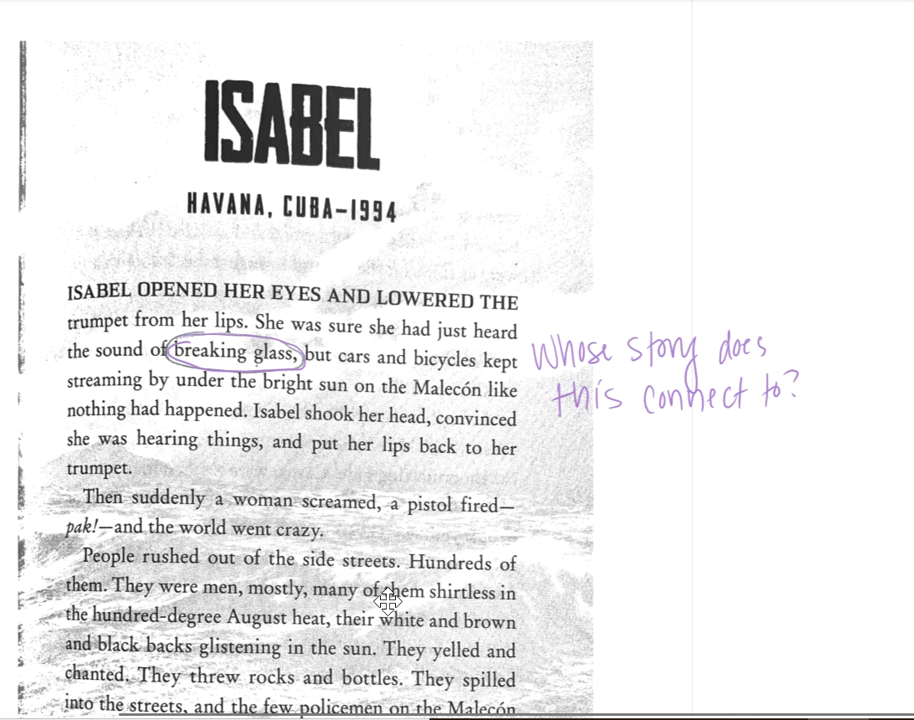 ISABEL
HAVANA, CUBA–1994
ISABEL OPENED HER EYES AND LOWERED THE
trumpet from her lips. She was sure she had just heard
the sound of breaking glass, but cars and bicycles kept
streaming by under the bright sun on the Malecón like
nothing had happened. Isabel shook her head, convinced
she was hearing things, and put her lips back to her
trumpet.
Then suddenly a woman screamed, a pistol fired—
pak!—and the world went crazy.
People rushed out of the side streets. Hundreds of
them. They were men, mostly, many of them shirtless in
the hundred-degree August heat, their white and brown
and black backs glistening in the sun. They yelled and
chanted. They threw rocks and bottles. They spilled
into the streets, and the few policemen on the Malecón
Whose story does
this connect to?